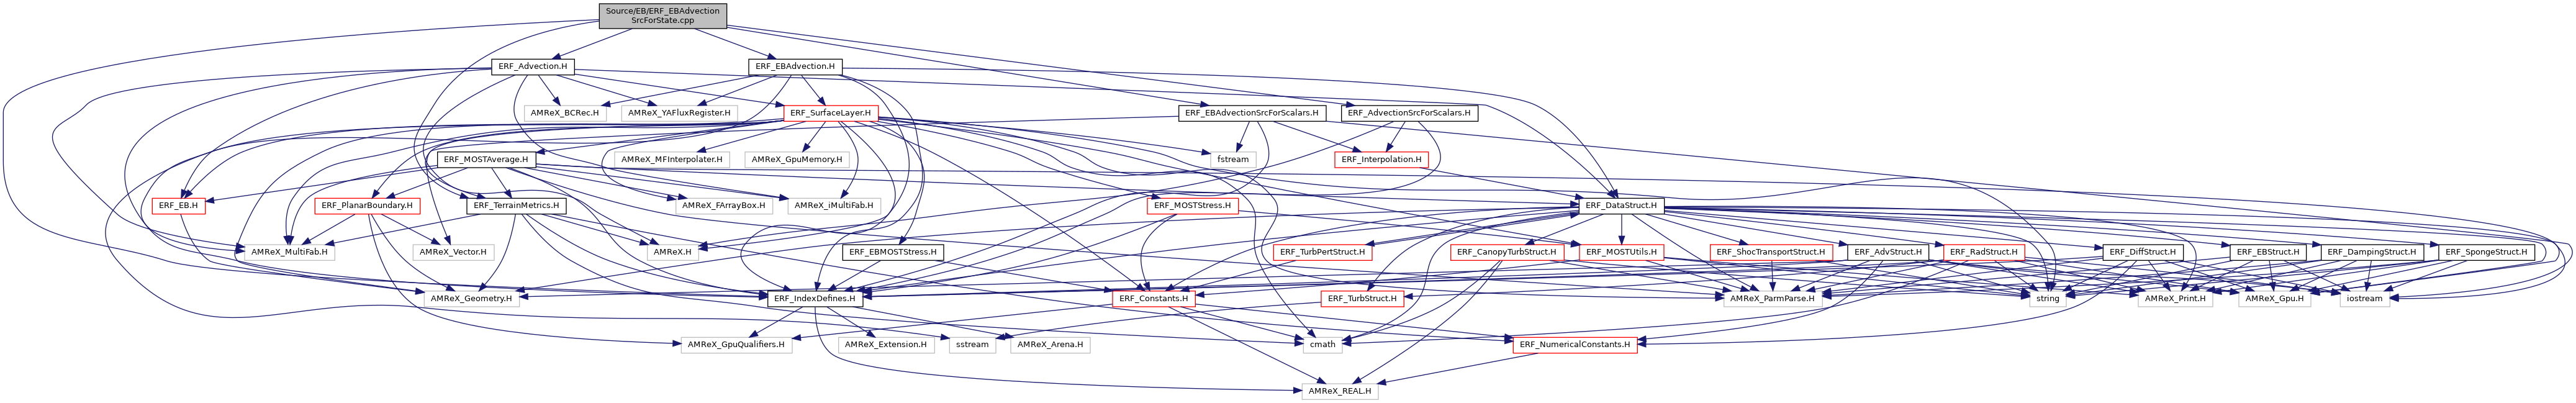 Source/EB/ERF_EBAdvection
SrcForState.cpp
ERF_Advection.H
ERF_EBAdvection.H
AMReX_BCRec.H
AMReX_YAFluxRegister.H
ERF_SurfaceLayer.H
ERF_EBAdvectionSrcForScalars.H
ERF_AdvectionSrcForScalars.H
ERF_MOSTAverage.H
AMReX_MFInterpolater.H
AMReX_GpuMemory.H
fstream
ERF_Interpolation.H
ERF_EB.H
ERF_PlanarBoundary.H
ERF_TerrainMetrics.H
AMReX_FArrayBox.H
AMReX_iMultiFab.H
ERF_MOSTStress.H
ERF_DataStruct.H
AMReX_MultiFab.H
AMReX_Vector.H
AMReX.H
ERF_EBMOSTStress.H
ERF_TurbPertStruct.H
ERF_CanopyTurbStruct.H
ERF_MOSTUtils.H
ERF_ShocTransportStruct.H
ERF_AdvStruct.H
ERF_RadStruct.H
ERF_DiffStruct.H
ERF_EBStruct.H
ERF_DampingStruct.H
ERF_SpongeStruct.H
AMReX_Geometry.H
ERF_IndexDefines.H
ERF_Constants.H
ERF_TurbStruct.H
AMReX_ParmParse.H
string
AMReX_Print.H
AMReX_Gpu.H
iostream
AMReX_GpuQualifiers.H
AMReX_Extension.H
sstream
AMReX_Arena.H
cmath
ERF_NumericalConstants.H
AMReX_REAL.H